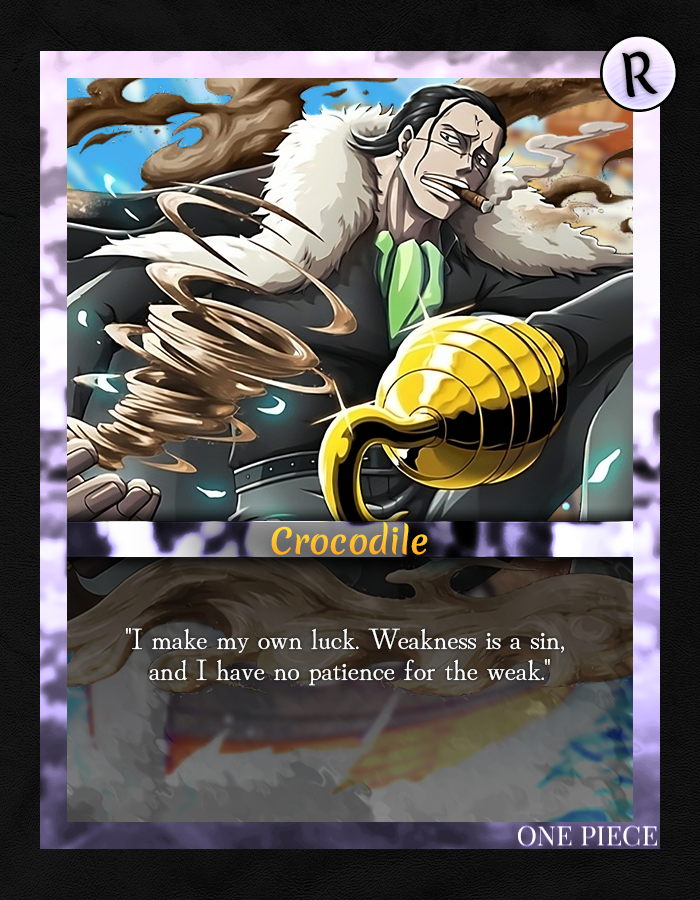 R
Crocodile
"I make my own luck. Weakness is a sin,
and I have no patience for the weak."
ONE PIECE